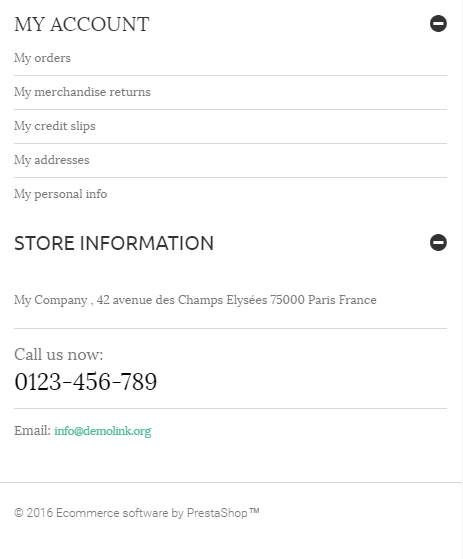 MY ACCOUNT
My orders
My merchandise returns
My credit slips
My addresses
My personal info
STORE INFORMATION
My Company , 42 avenue des Champs Elysées 75000 Paris France
Call us now:
0123-456-789
Email: info@demolink.org
© 2016 Ecommerce software by PrestaShop™